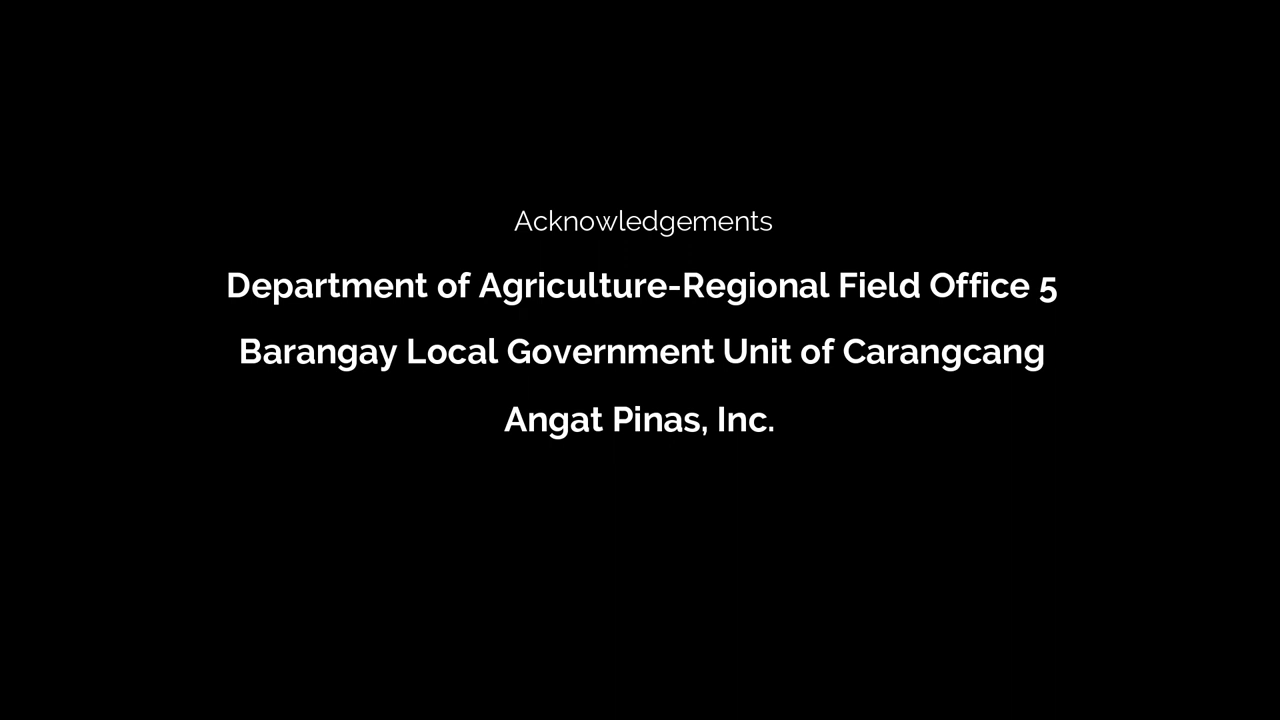 Acknowledgements
Department of Agriculture-Regional Field Office 5
Barangay Local Government Unit of Carangcang
Angat Pinas, Inc.